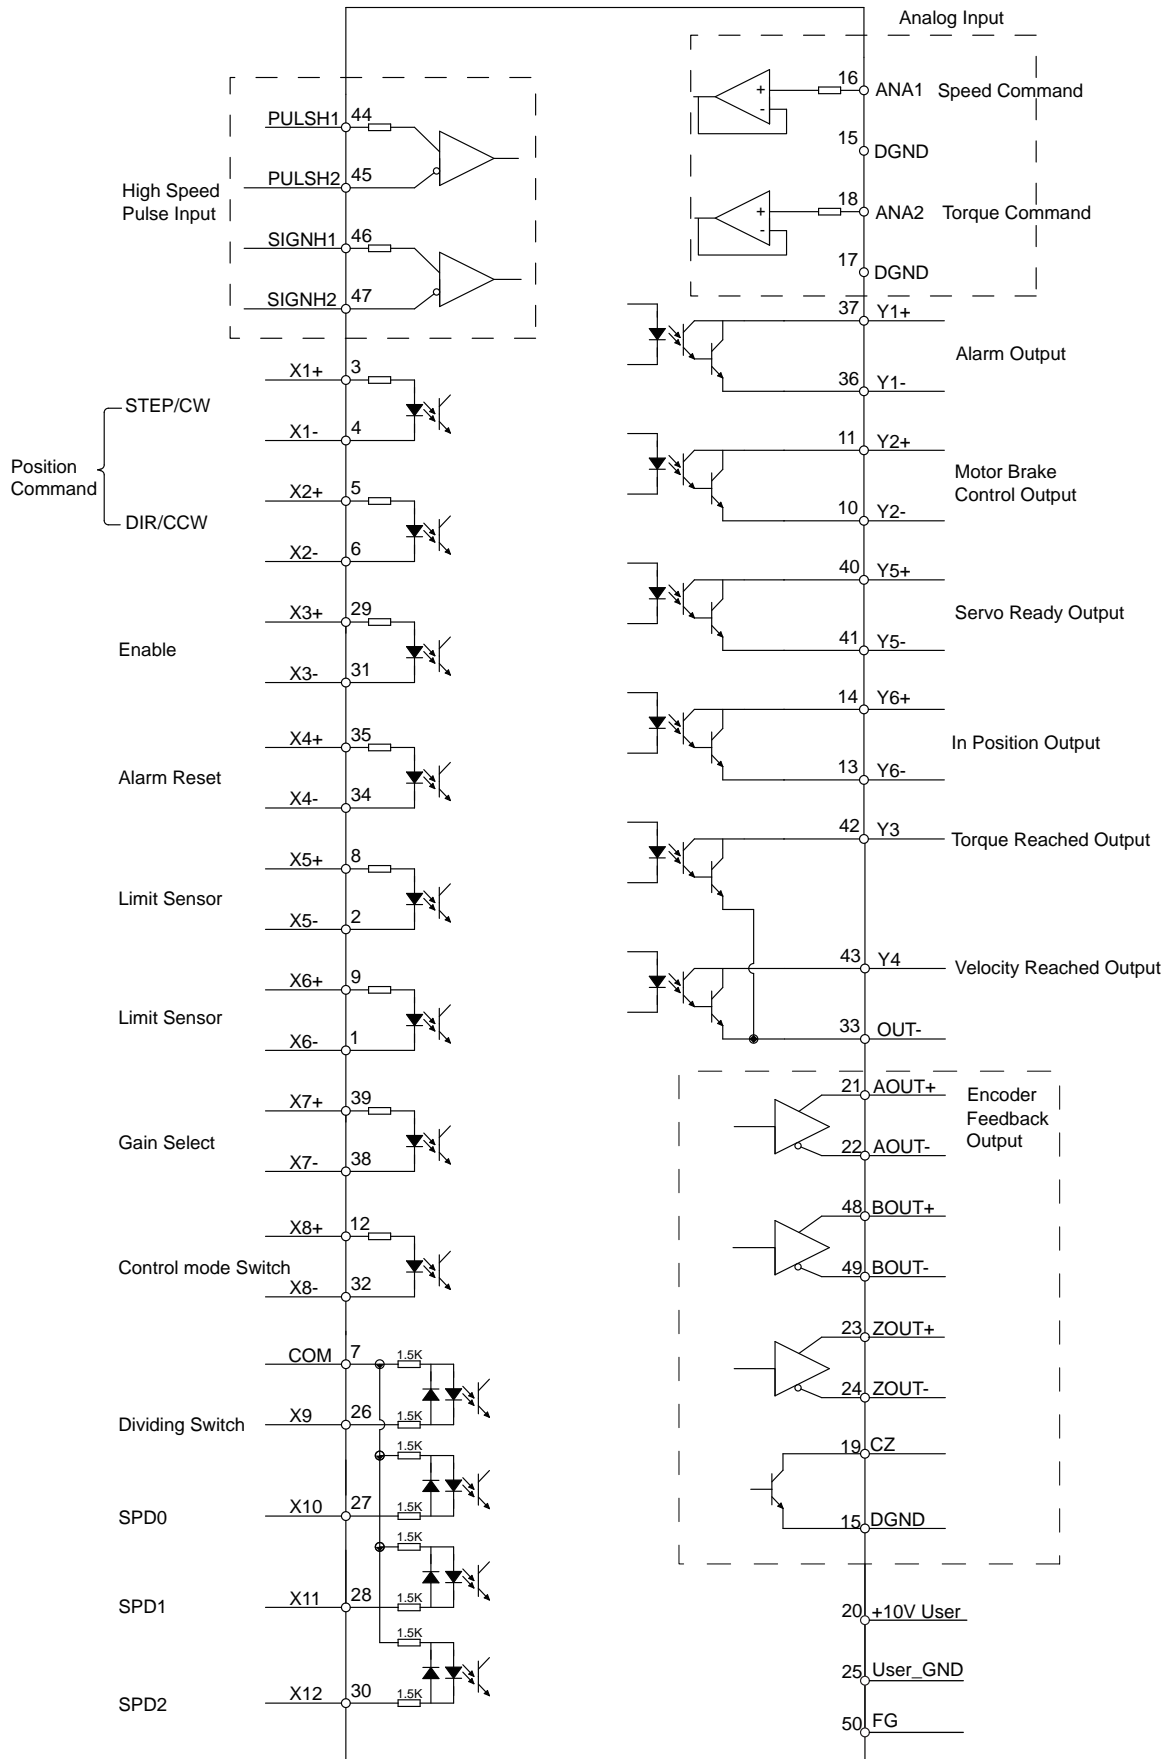 Analog Input
16
ANA1 Speed Command
15
DGND
18
ANA2 Torque Command
17
DGND
High Speed
Pulse Input
PULSH1 44
PULSH2 45
SIGNH1 46
SIGNH2 47
Position
Command
STEP/CW
X1+ 3
X1- 4
DIR/CCW
X2+ 5
X2- 6
Enable
X3+ 29
X3- 31
Alarm Reset
X4+ 35
X4- 34
Limit Sensor
X5+ 8
X5- 2
Limit Sensor
X6+ 9
X6- 1
Gain Select
X7+ 39
X7- 38
Control mode Switch
X8+ 12
X8- 32
COM 7
1.5K
Dividing Switch
X9 26
1.5K
1.5K
SPD0
X10 27
1.5K
1.5K
SPD1
X11 28
1.5K
1.5K
SPD2
X12 30
1.5K
37 Y1+
Alarm Output
36 Y1-
11 Y2+
Motor Brake
Control Output
10 Y2-
40 Y5+
Servo Ready Output
41 Y5-
14 Y6+
In Position Output
13 Y6-
42 Y3
Torque Reached Output
43 Y4
Velocity Reached Output
33 OUT-
Encoder
Feedback
Output
21 AOUT+
22 AOUT-
48 BOUT+
49 BOUT-
23 ZOUT+
24 ZOUT-
19 CZ
15 DGND
20 +10V User
25 User_GND
50 FG
+
-
+
-